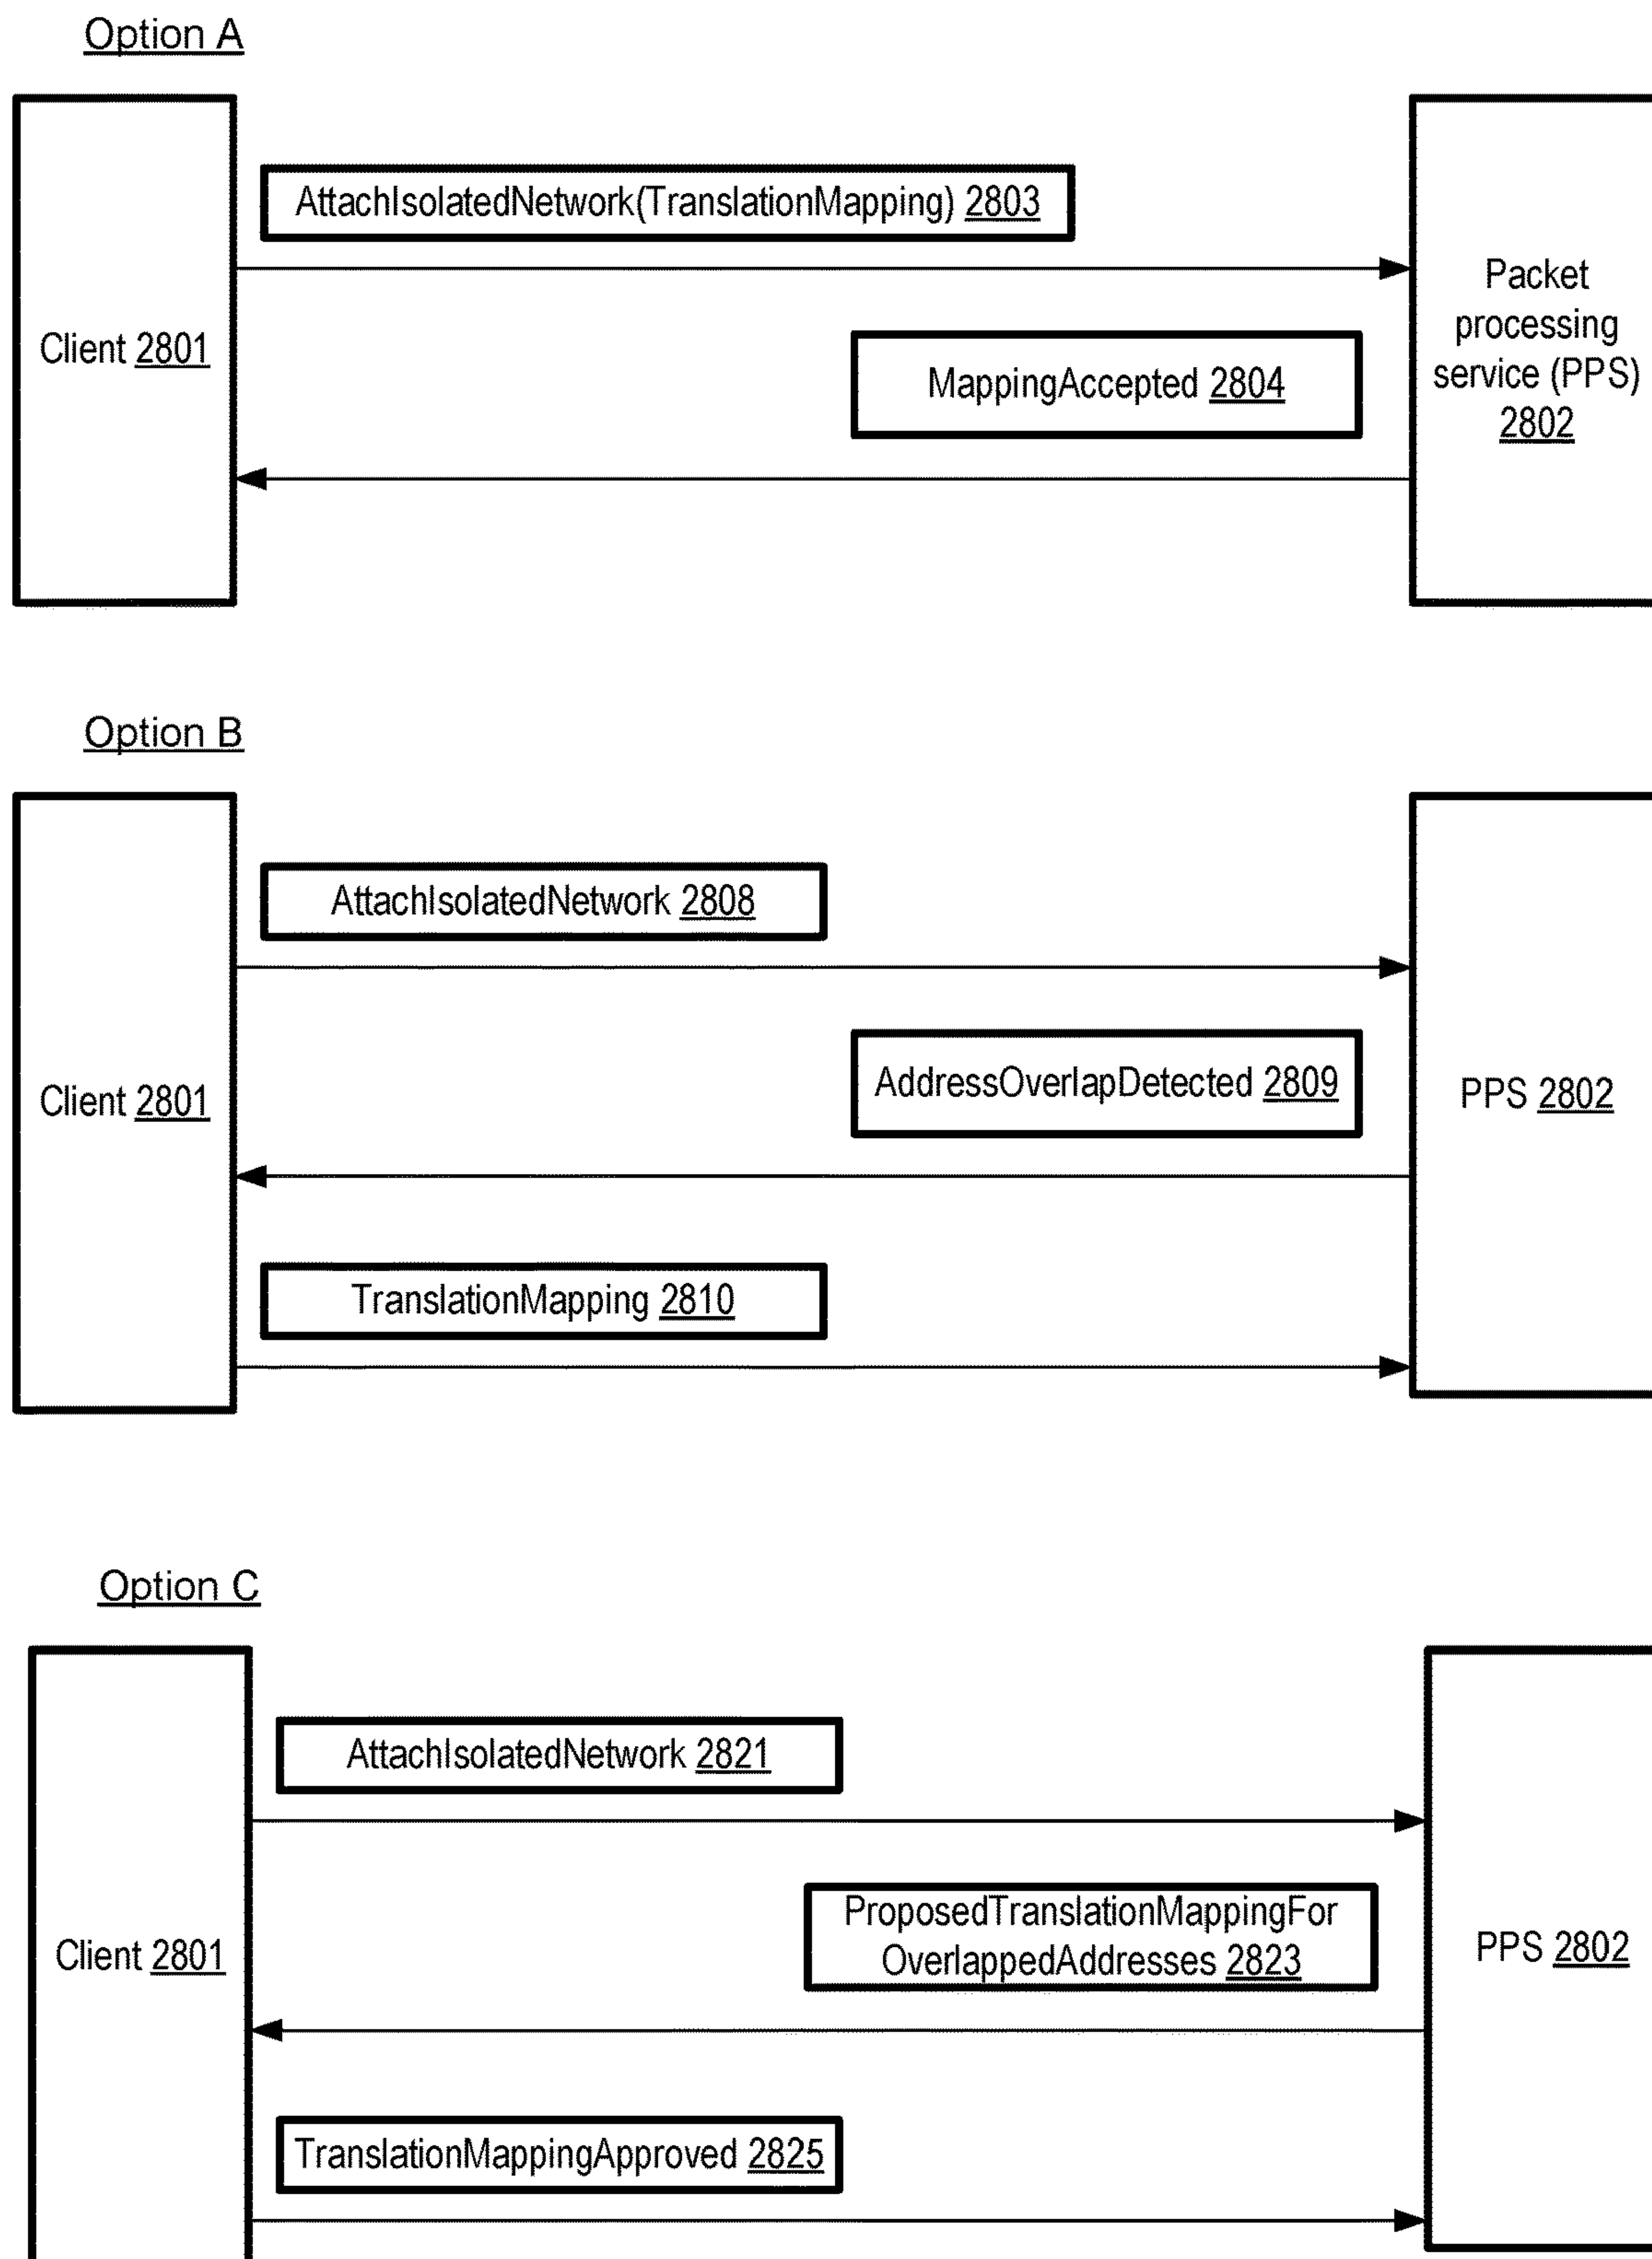 Option A
AttachIsolatedNetwork(TranslationMapping) 2803
Client 2801
MappingAccepted 2804
Packet
processing
service (PPS)
2802
Option B
AttachIsolatedNetwork 2808
Client 2801
AddressOverlapDetected 2809
PPS 2802
TranslationMapping 2810
Option C
AttachIsolatedNetwork 2821
Client 2801
ProposedTranslationMappingFor
OverlappedAddresses 2823
PPS 2802
TranslationMappingApproved 2825